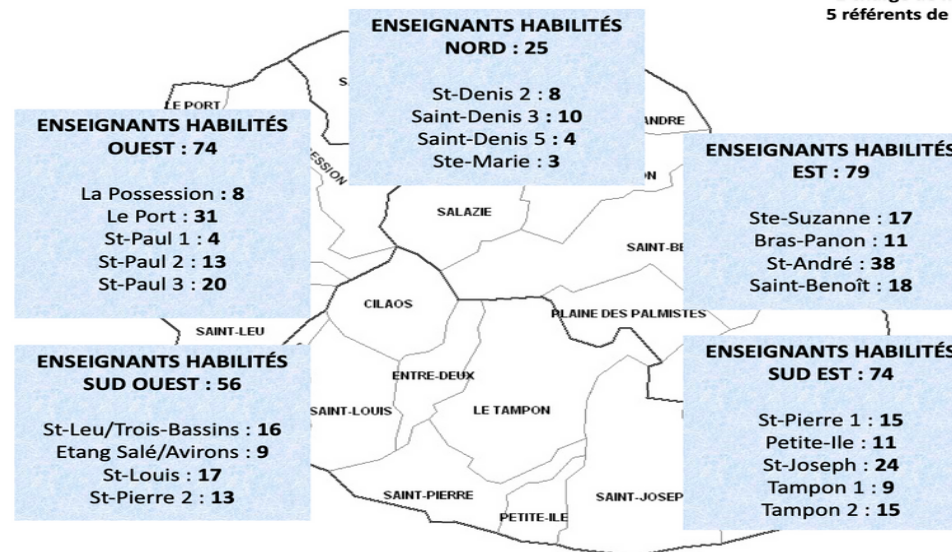 5 référents de
ENSEIGNANTS HABILITÉS
NORD : 25
St-Denis 2 : 8
Saint-Denis 3 : 10
Saint-Denis 5 : 4
Ste-Marie : 3
LE PORT
ENSEIGNANTS HABILITÉS
OUEST : 74
La Possession : 8
Le Port : 31
St-Paul 1 : 4
St-Paul 2 : 13
St-Paul 3 : 20
ENSEIGNANTS HABILITÉS
EST : 79
Ste-Suzanne : 17
Bras-Panon : 11
St-André : 38
Saint-Benoît : 18
SALAZIE
SAINT-BE
CILAOS
PLAINE DES PALMISTES
SAINT-LEU
ENSEIGNANTS HABILITÉS
SUD OUEST : 56
St-Leu/Trois-Bassins : 16
Etang Salé/Avirons : 9
St-Louis : 17
St-Pierre 2 : 13
ENTRE-DEUX
SAINT-LOUIS
LE TAMPON
SAINT-PIERRE
PETITE-ILE
SAINT-JOSEP
ENSEIGNANTS HABILITÉS
SUD EST : 74
St-Pierre 1 : 15
Petite-Ile : 11
St-Joseph : 24
Tampon 1 : 9
Tampon 2 : 15